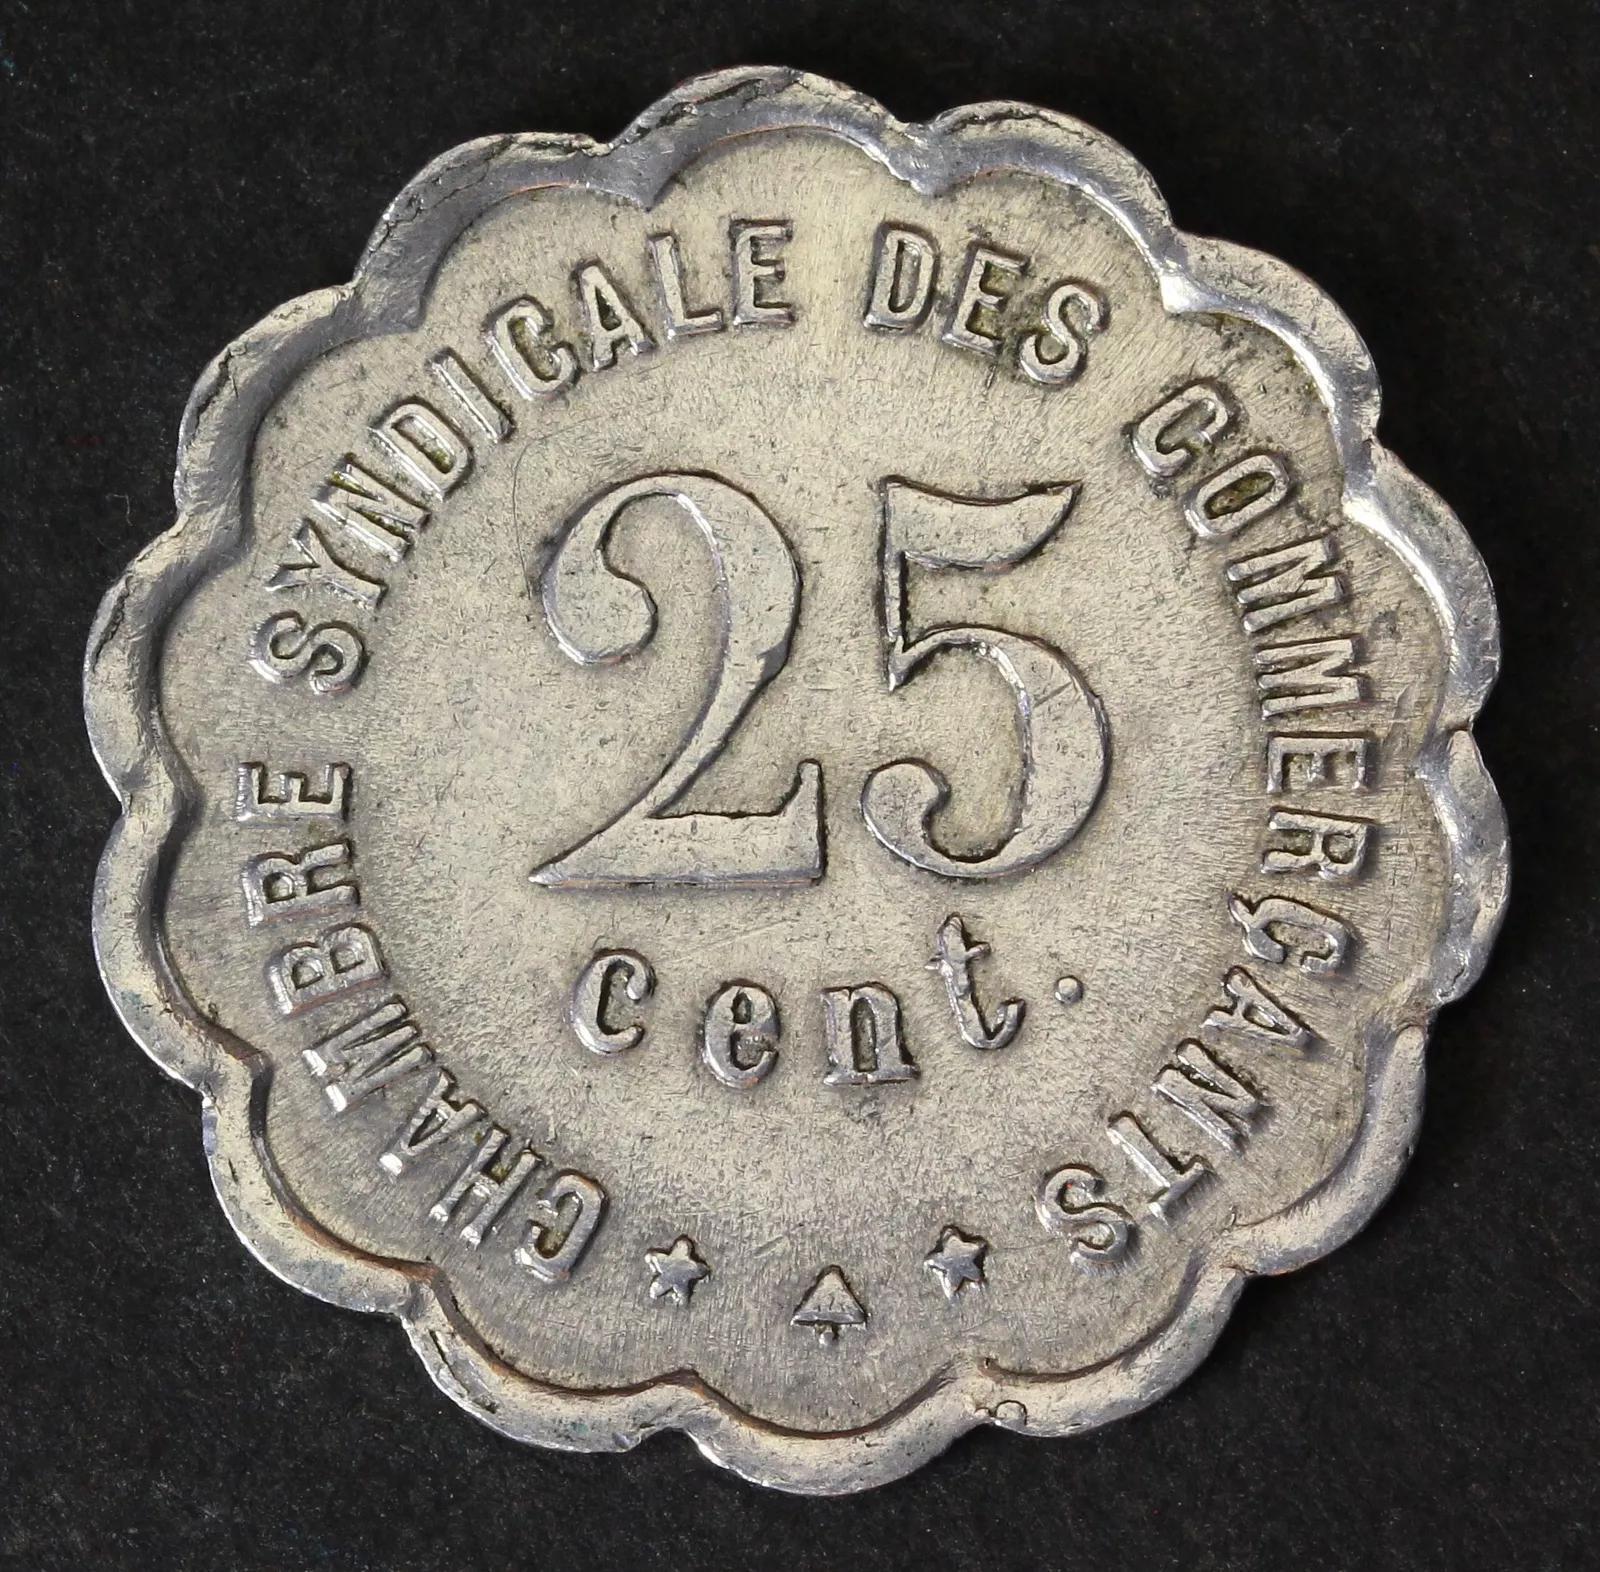 CHAMBRE SYNDICALE DES COMMERÇANTS
25
cent.